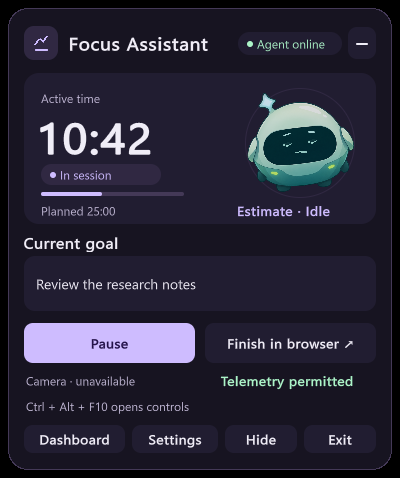 Focus Assistant
Agent online
Active time
10:42
In session
Planned 25:00
Estimate · Idle
Current goal
Review the research notes
Pause
Finish in browser ↗
Camera · unavailable
Telemetry permitted
Ctrl + Alt + F10 opens controls
Dashboard
Settings
Hide
Exit